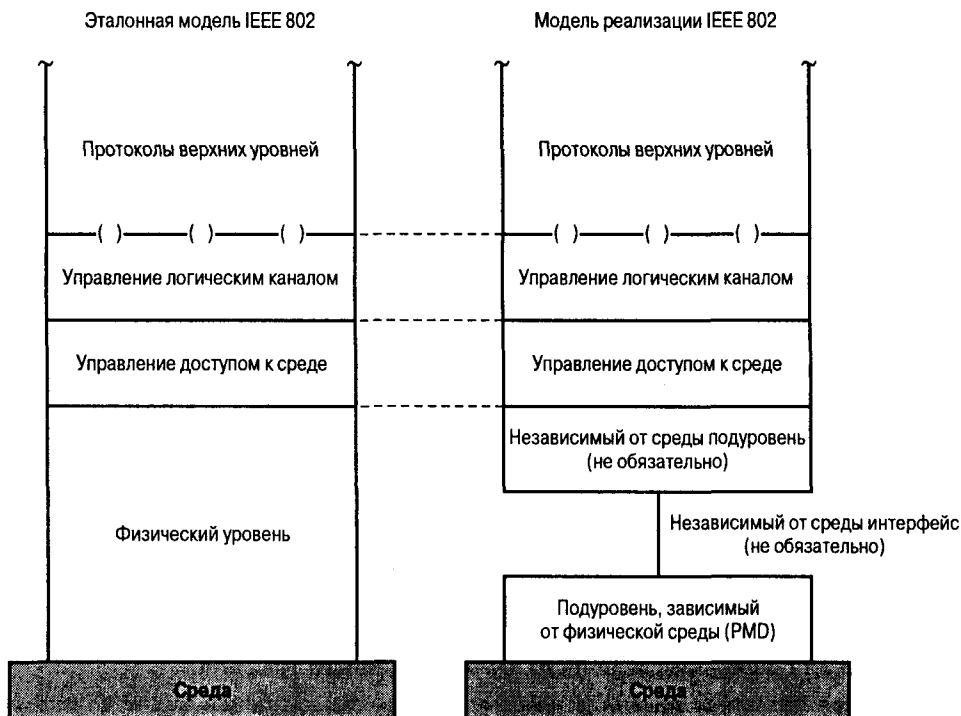 Эталонная модель IEEE 802
Модель реализации IEEE 802
Протоколы верхних уровней
Протоколы верхних уровней
( ) ( ) ( )
( ) ( ) ( )
Управление логическим каналом
Управление логическим каналом
Управление доступом к среде
Управление доступом к среде
Независимый от среды подуровень
(не обязательно)
Физический уровень
Независимый от среды интерфейс
(не обязательно)
Подуровень, зависимый
от физической среды (PMD)
Среда
Среда